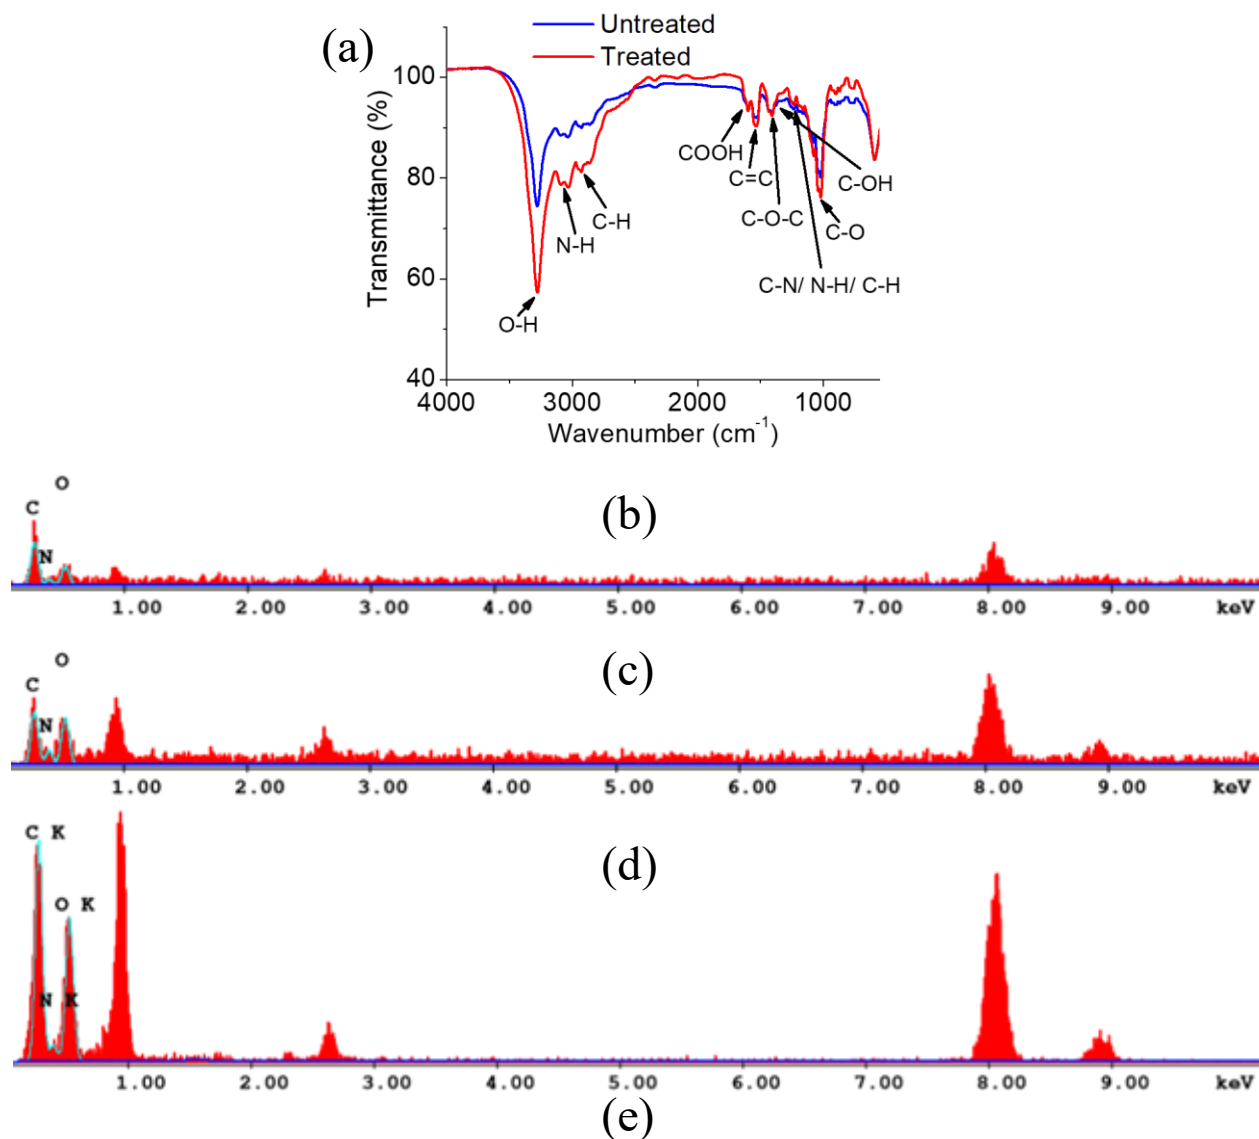 (a)
Untreated
Treated
Transmittance (%)
100
80
60
40
COOH
C=C
C-O-C
C-OH
C-O
C-H
N-H
C-N/ N-H/ C-H
O-H
4000 3000 2000 1000
Wavenumber (cm⁻¹)
(b)
O
C
N
1.00 2.00 3.00 4.00 5.00 6.00 7.00 8.00 9.00 keV
(c)
O
C
N
1.00 2.00 3.00 4.00 5.00 6.00 7.00 8.00 9.00 keV
(d)
C K
O K
N K
1.00 2.00 3.00 4.00 5.00 6.00 7.00 8.00 9.00 keV
(e)